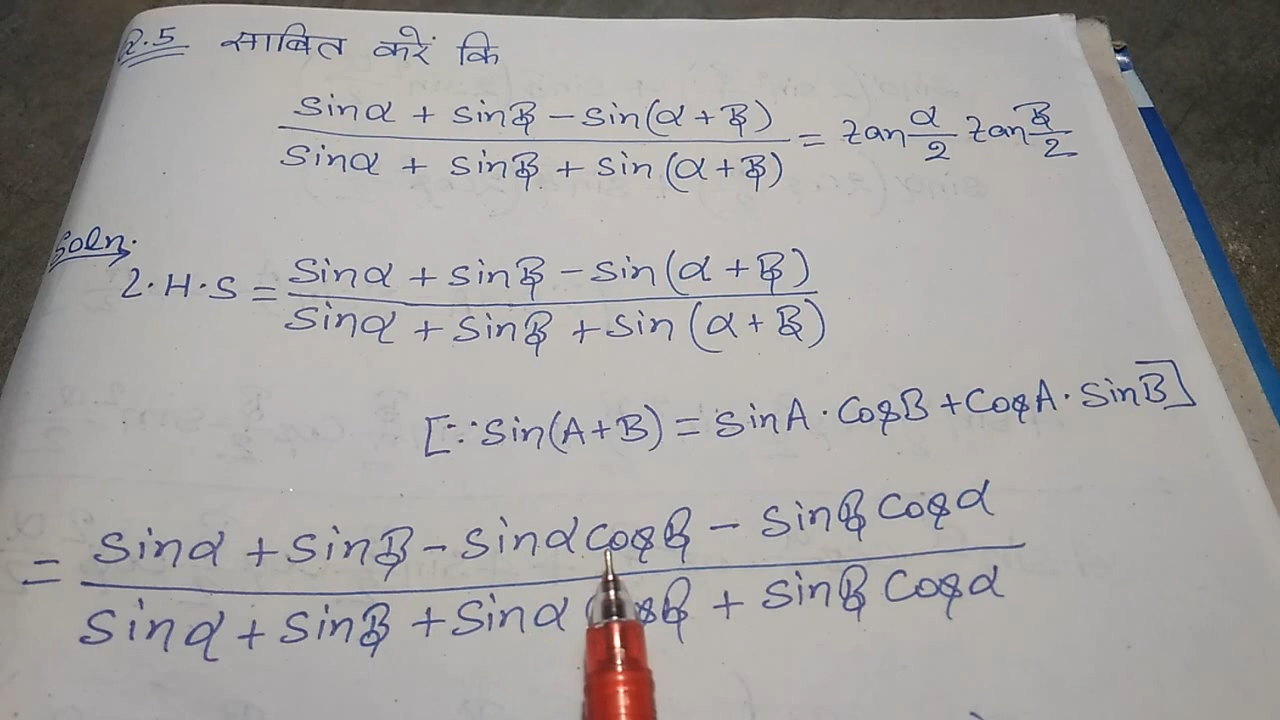 Q.5 साबित करें कि
sinα + sinβ - sin(α + β) / sinα + sinβ + sin(α + β) = tan α/2 tan β/2
Soln.
L.H.S = sinα + sinβ - sin(α + β) / sinα + sinβ + sin(α + β)
[∵ sin(A+B) = sinA · cosB + cosA · sinB]
= sinα + sinβ - sinα cosβ - sinβ cosα / sinα + sinβ + sinα cosβ + sinβ cosα